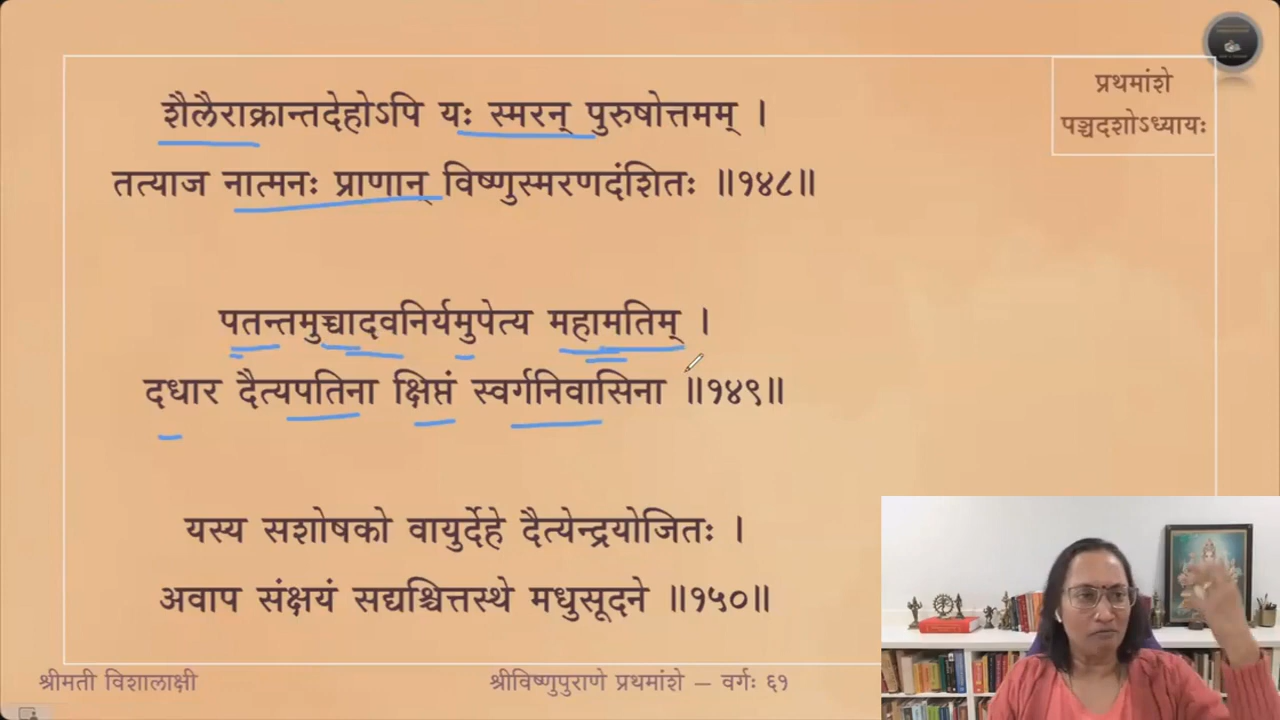 प्रथमांशे
पञ्चदशोऽध्यायः
शैलैराक्रान्तदेहोऽपि यः स्मरन् पुरुषोत्तमम् ।
तत्याज नात्मनः प्राणान् विष्णुस्मरणदंशितः ॥१४८॥
पतन्तमुच्चादवनिर्यमुपेत्य महामतिम् ।
दधार दैत्यपतिना क्षिप्तं स्वर्गनिवासिना ॥१४९॥
यस्य सशोषको वायुर्देहे दैत्येन्द्रयोजितः ।
अवाप संक्षयं सद्यश्चित्तस्थे मधुसूदने ॥१५०॥
श्रीमती विशालाक्षी
श्रीविष्णुपुराणे प्रथमांशे – वर्गः ६१